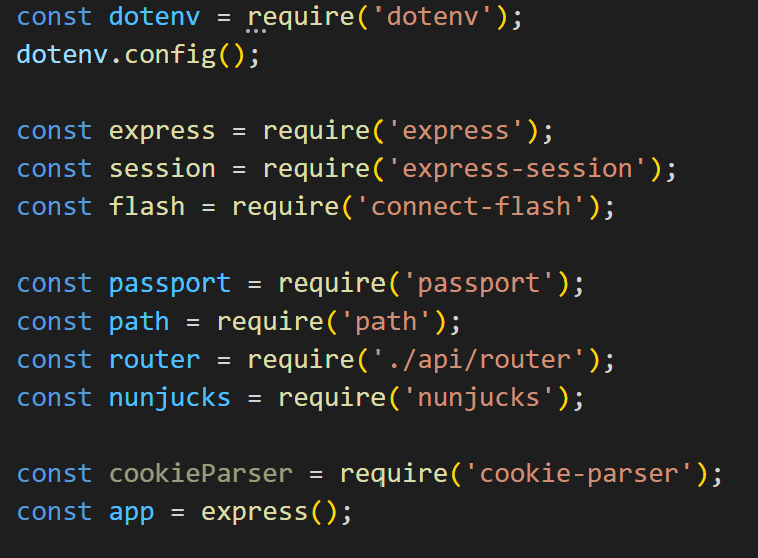 const dotenv = require('dotenv');
dotenv.config();
const express = require('express');
const session = require('express-session');
const flash = require('connect-flash');
const passport = require('passport');
const path = require('path');
const router = require('./api/router');
const nunjucks = require('nunjucks');
const cookieParser = require('cookie-parser');
const app = express();